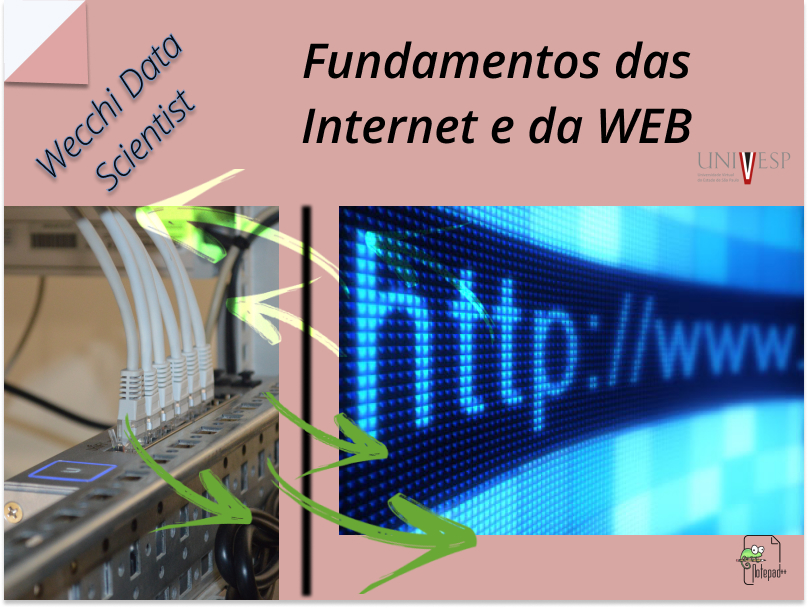 Wecchi Data
Scientist
Fundamentos das
Internet e da WEB
UNIVESP
http://www.
Notepad++